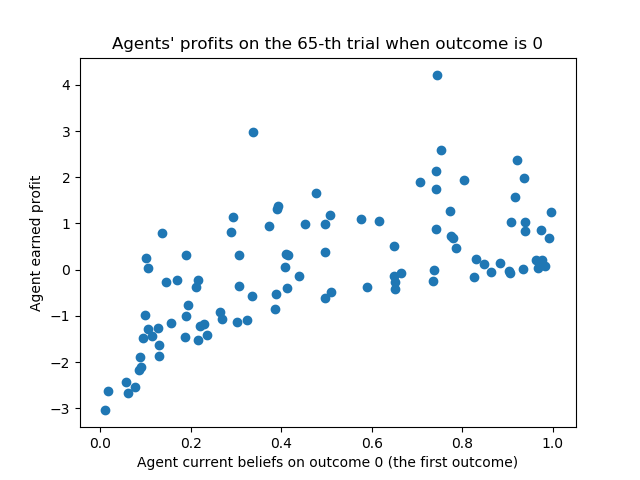 Agents' profits on the 65-th trial when outcome is 0
Agent earned profit
4
3
2
1
0
−1
−2
−3
0.0 0.2 0.4 0.6 0.8 1.0
Agent current beliefs on outcome 0 (the first outcome)